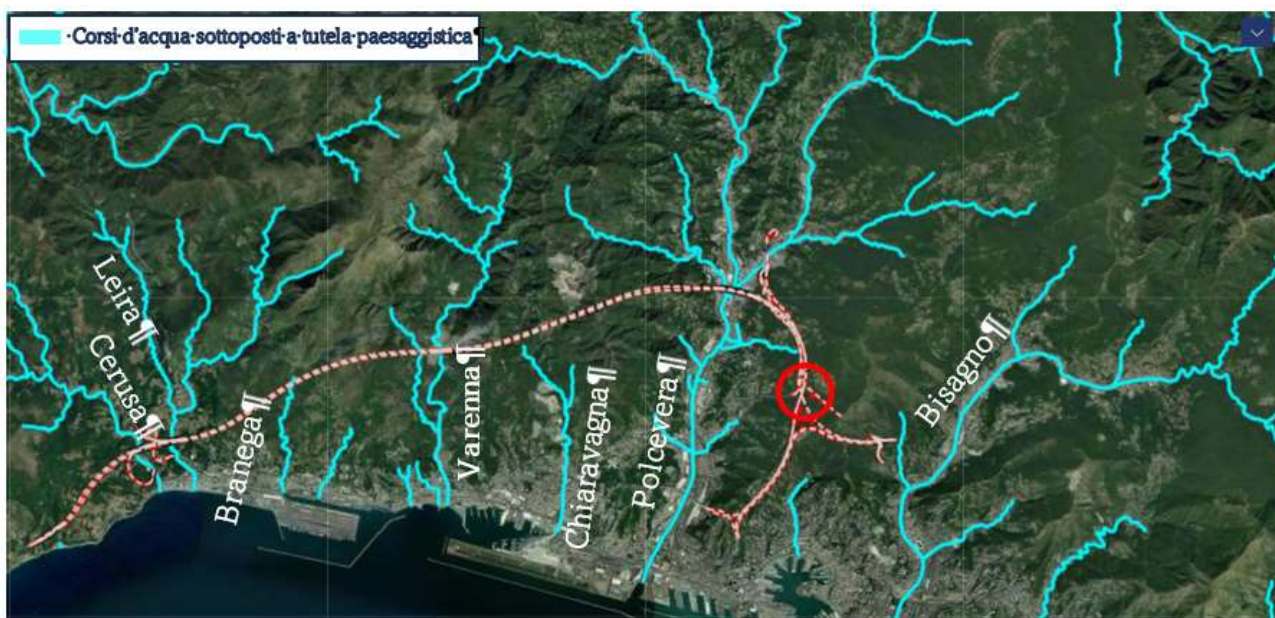 ·Corsi·d'acqua·sottoposti·a·tutela·paesaggistica¶
Leira¶
Cerusa¶
Branega¶
Varenna¶
Chiaravagna¶
Polcevera¶
Bisagno¶